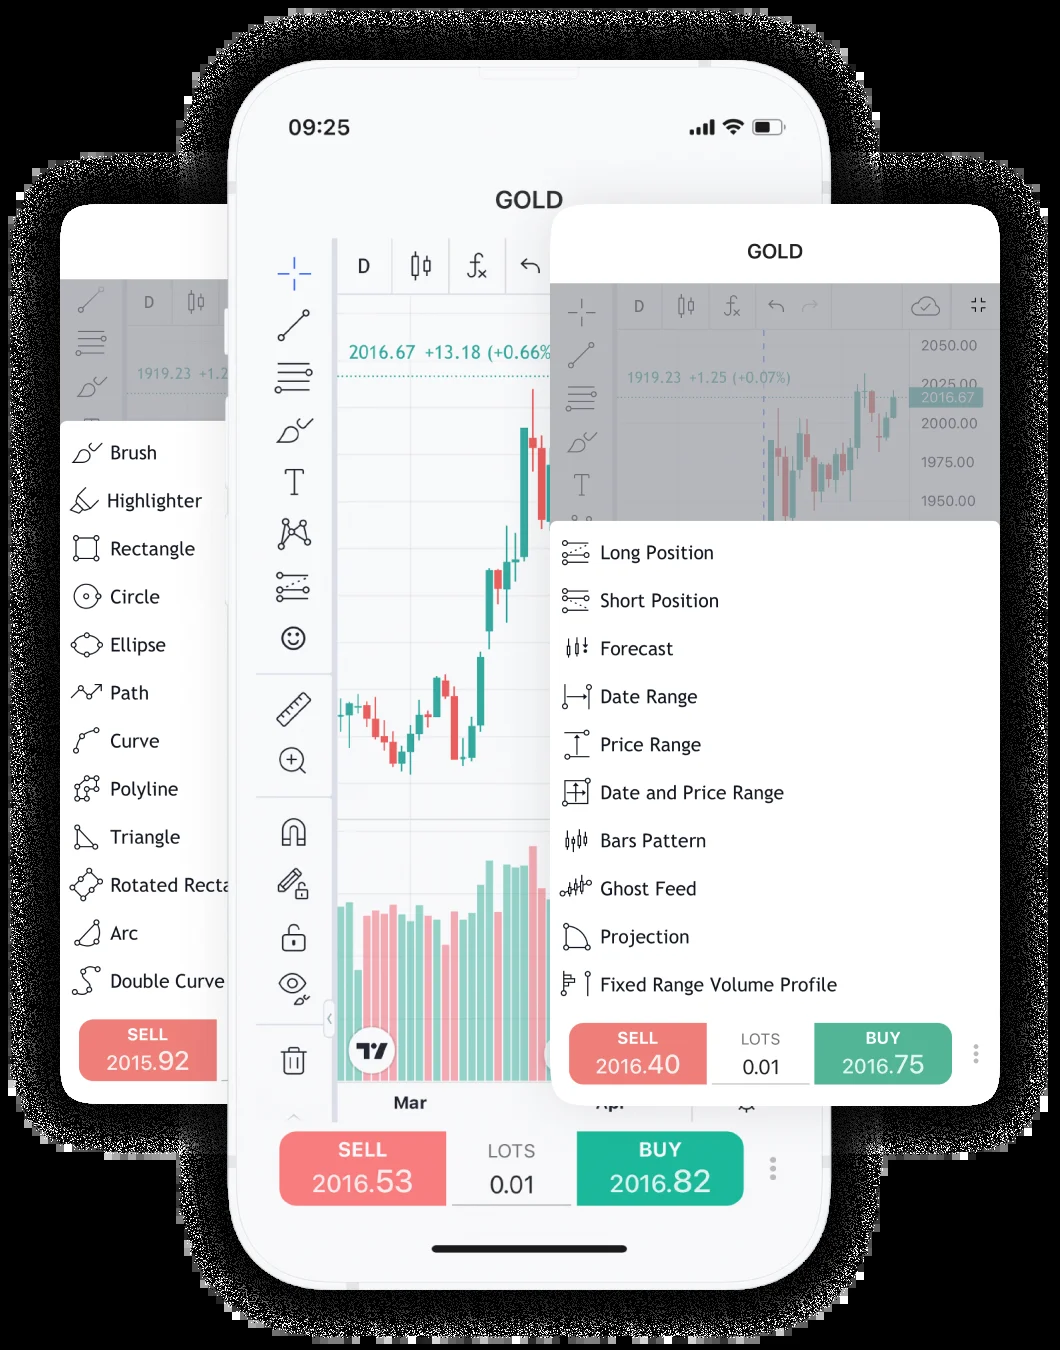 09:25
GOLD
D
2016.67 +13.18 (+0.66%
Mar
SELL
2016.53
LOTS
0.01
BUY
2016.82
D
1919.23 +1.2
Brush
Highlighter
Rectangle
Circle
Ellipse
Path
Curve
Polyline
Triangle
Rotated Recta
Arc
Double Curve
SELL
2015.92
GOLD
D
1919.23 +1.25 (+0.07%)
2050.00
2025.00
2016.67
2000.00
1975.00
1950.00
Long Position
Short Position
Forecast
Date Range
Price Range
Date and Price Range
Bars Pattern
Ghost Feed
Projection
Fixed Range Volume Profile
SELL
2016.40
LOTS
0.01
BUY
2016.75